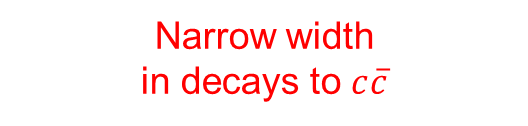 Narrow width
in decays to 𝑐𝑐̄